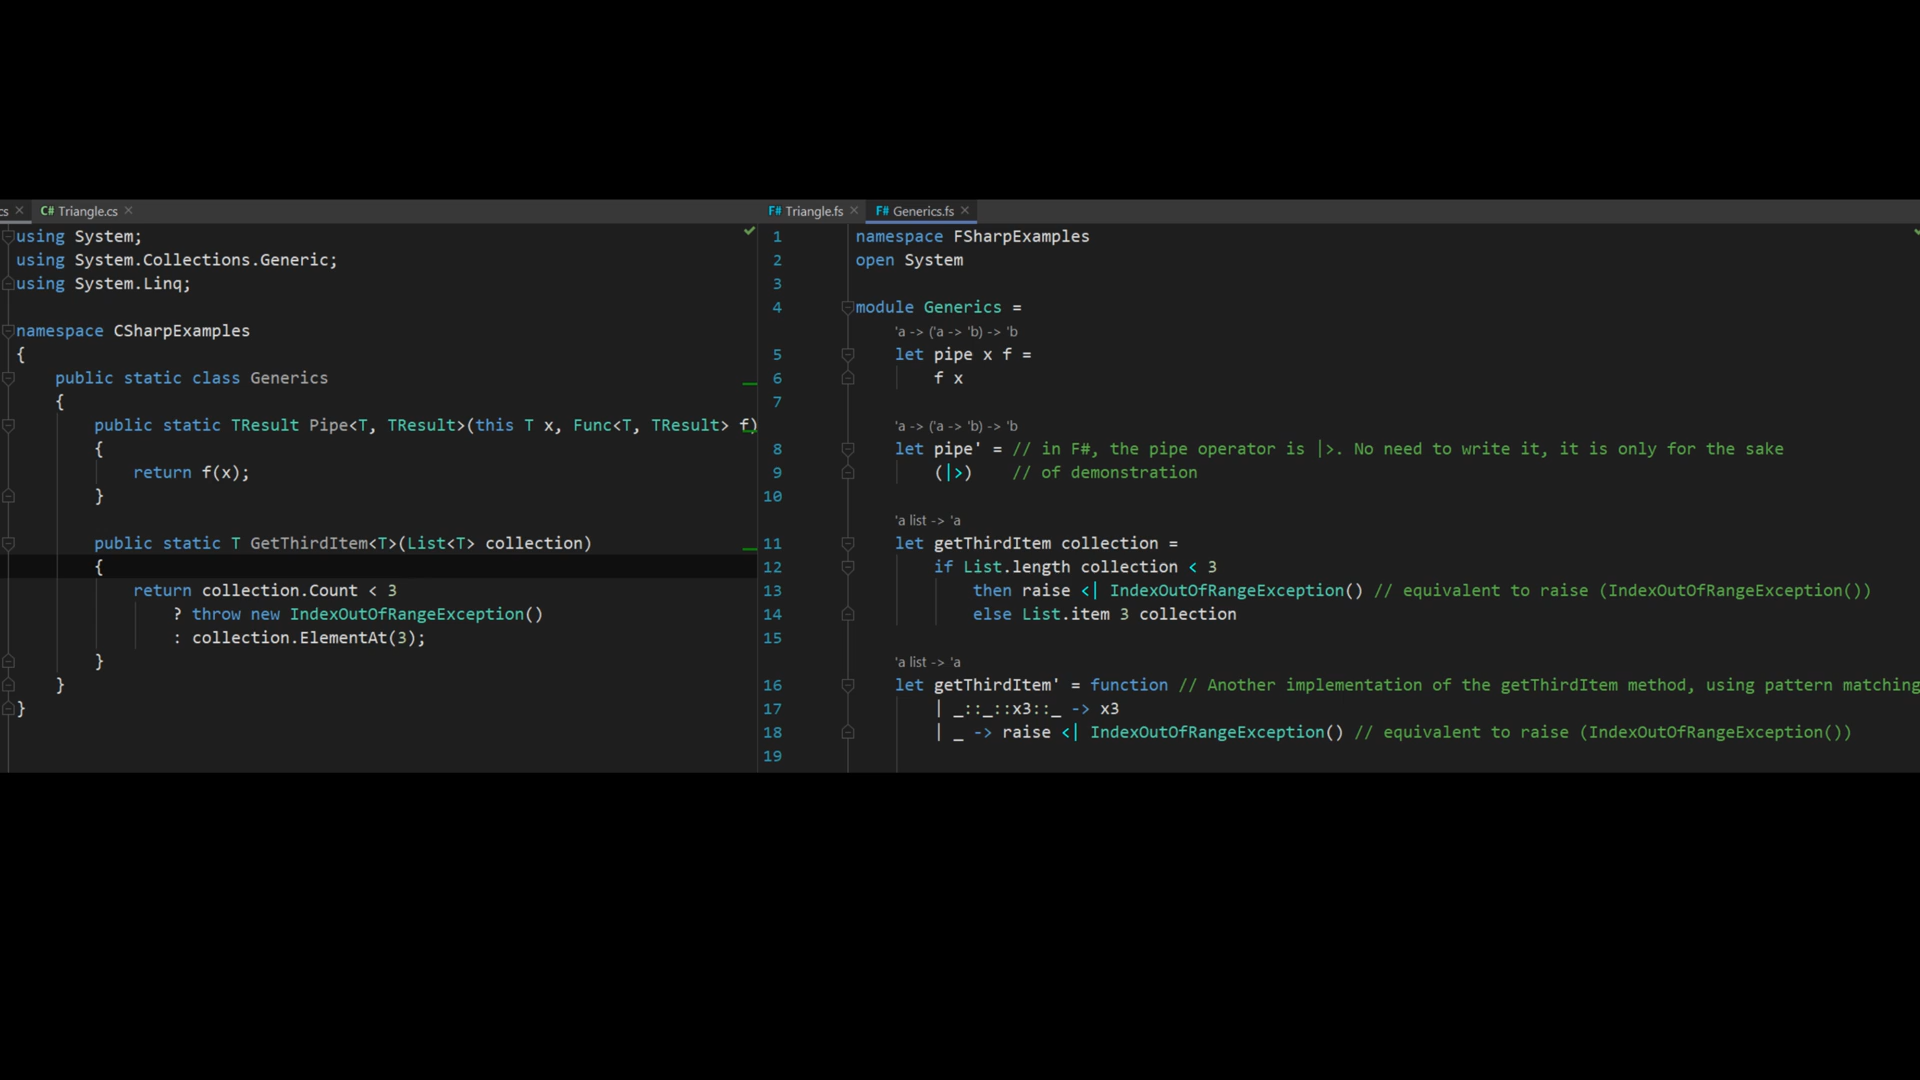 cs
C# Triangle.cs
using System;
using System.Collections.Generic;
using System.Linq;
namespace CSharpExamples
{
public static class Generics
{
public static TResult Pipe<T, TResult>(this T x, Func<T, TResult> f)
{
return f(x);
}
public static T GetThirdItem<T>(List<T> collection)
{
return collection.Count < 3
? throw new IndexOutOfRangeException()
: collection.ElementAt(3);
}
}
}
F# Triangle.fs
F# Generics.fs
1 namespace FSharpExamples
2 open System
3
4 module Generics =
'a -> ('a -> 'b) -> 'b
5 let pipe x f =
6 f x
7
'a -> ('a -> 'b) -> 'b
8 let pipe' = // in F#, the pipe operator is |>. No need to write it, it is only for the sake
9 (|>) // of demonstration
10
'a list -> 'a
11 let getThirdItem collection =
12 if List.length collection < 3
13 then raise <| IndexOutOfRangeException() // equivalent to raise (IndexOutOfRangeException())
14 else List.item 3 collection
15
'a list -> 'a
16 let getThirdItem' = function // Another implementation of the getThirdItem method, using pattern matching
17 | _::_::x3::_ -> x3
18 | _ -> raise <| IndexOutOfRangeException() // equivalent to raise (IndexOutOfRangeException())
19